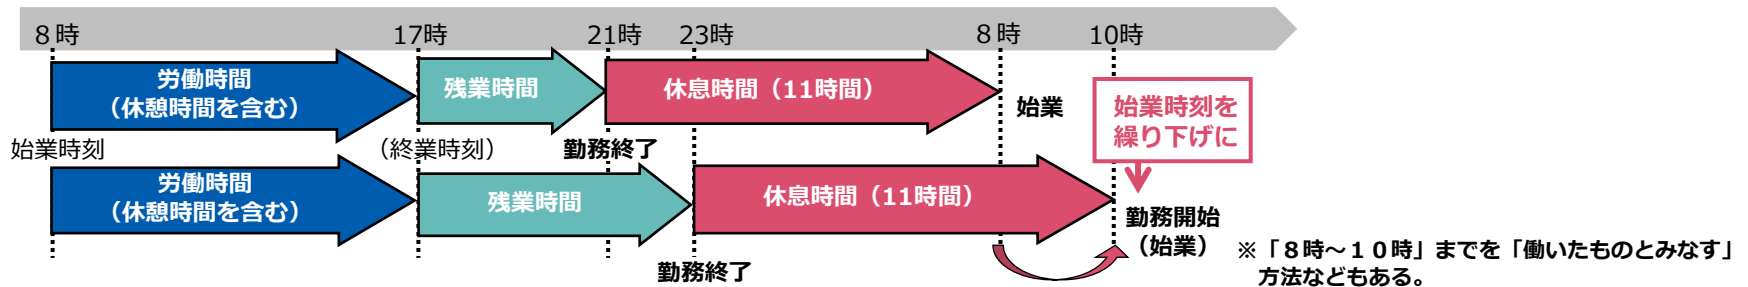 ８時
17時
21時
23時
８時
10時
労働時間
（休憩時間を含む）
残業時間
休息時間（11時間）
始業
始業時刻を
繰り下げに
始業時刻
（終業時刻）
勤務終了
労働時間
（休憩時間を含む）
残業時間
休息時間（11時間）
勤務開始
（始業）
勤務終了
※「８時～１０時」までを「働いたものとみなす」
方法などもある。